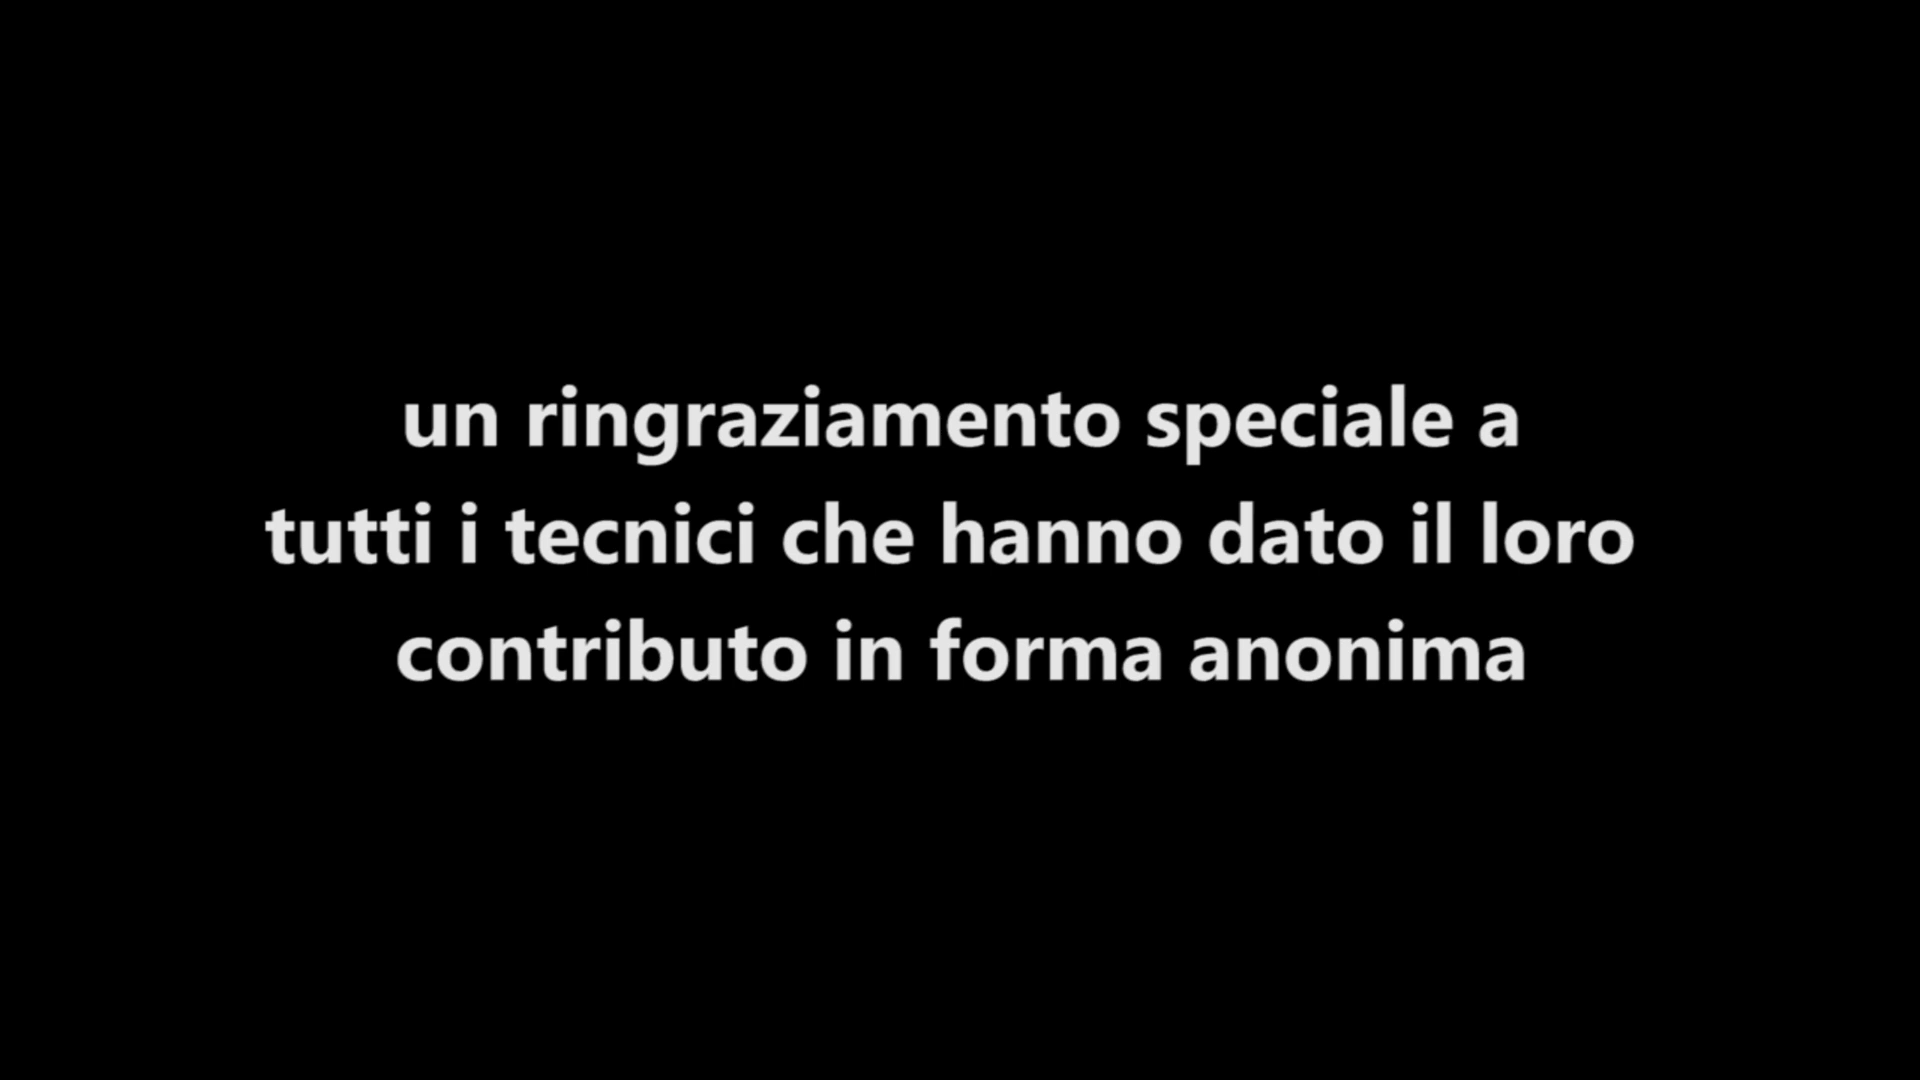 un ringraziamento speciale a
tutti i tecnici che hanno dato il loro
contributo in forma anonima